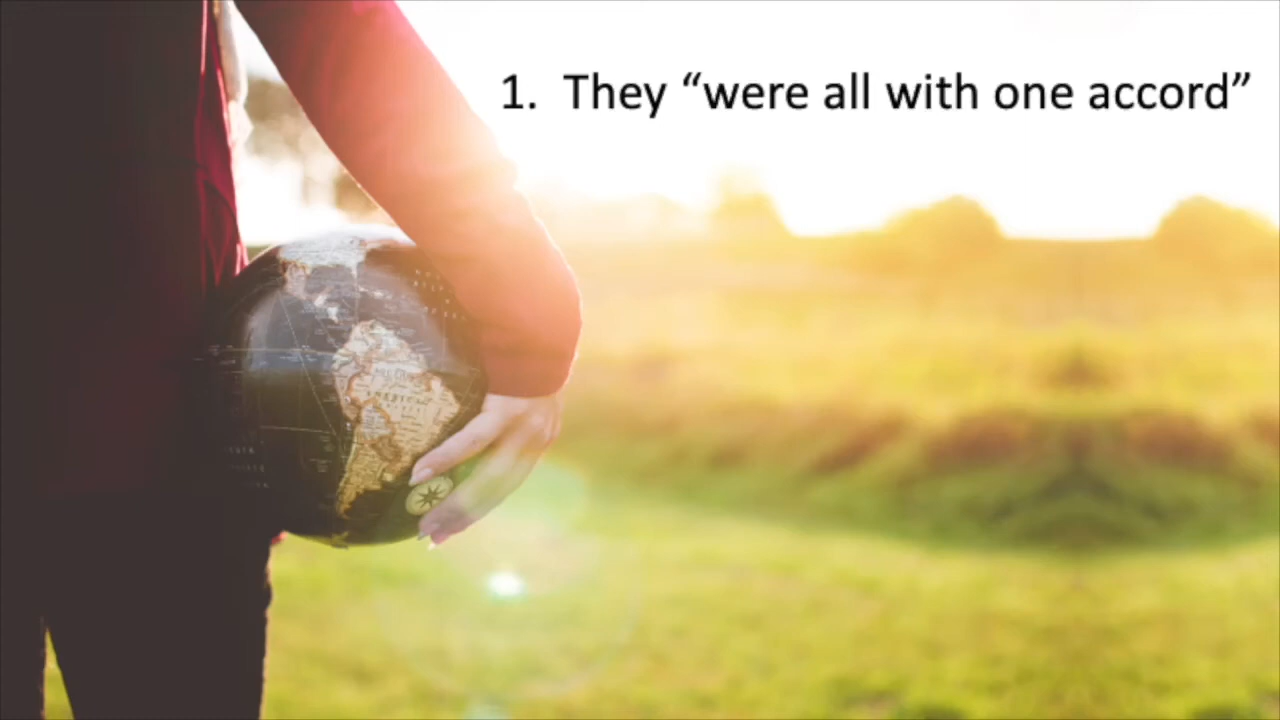 1. They “were all with one accord”